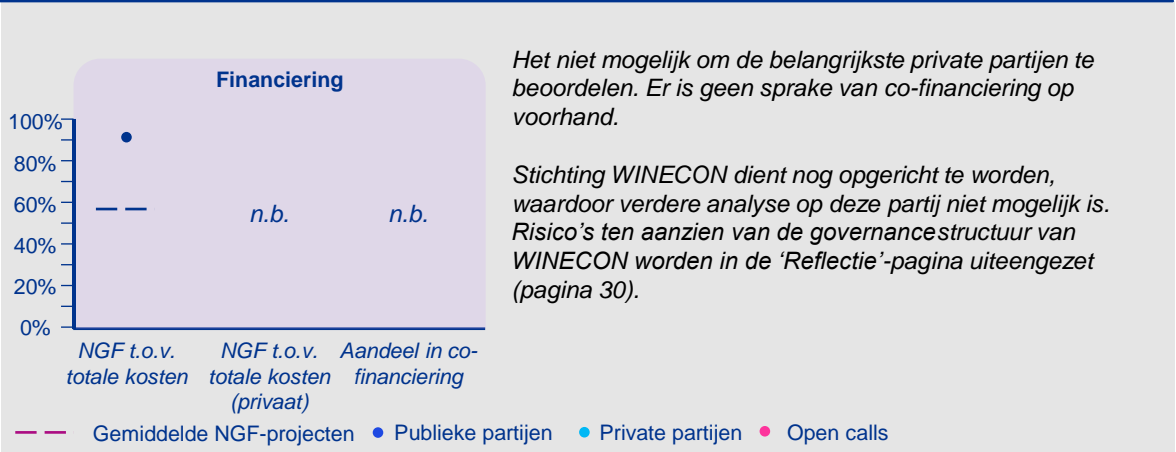 Financiering
100%
80%
60%
40%
20%
0%
n.b.
n.b.
NGF t.o.v.
totale kosten
NGF t.o.v.
totale kosten
(privaat)
Aandeel in co-
financiering
Het niet mogelijk om de belangrijkste private partijen te
beoordelen. Er is geen sprake van co-financiering op
voorhand.
Stichting WINECON dient nog opgericht te worden,
waardoor verdere analyse op deze partij niet mogelijk is.
Risico’s ten aanzien van de governancestructuur van
WINECON worden in de ‘Reflectie’-pagina uiteengezet
(pagina 30).
Gemiddelde NGF-projecten
Publieke partijen
Private partijen
Open calls